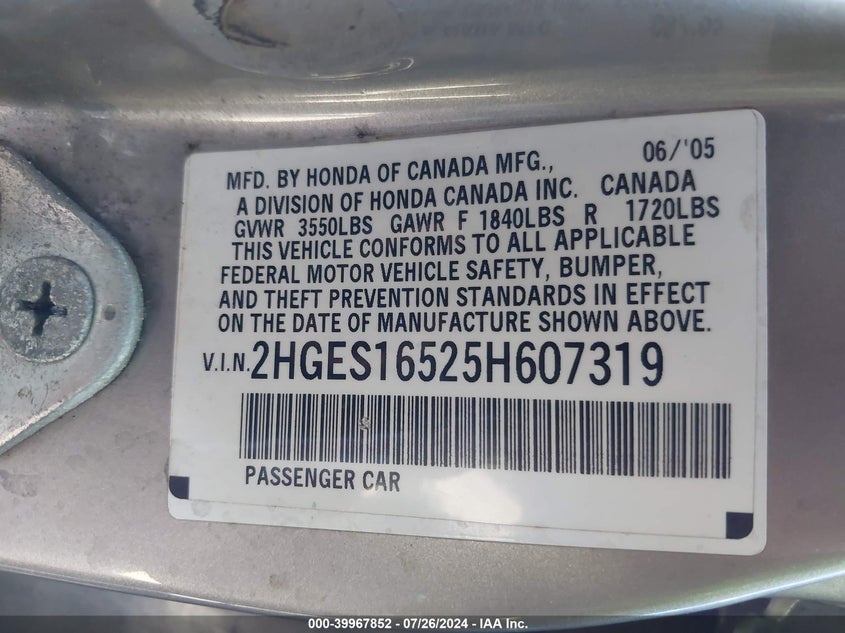 06/'05
MFD. BY HONDA OF CANADA MFG.,
A DIVISION OF HONDA CANADA INC. CANADA
GVWR 3550LBS GAWR F 1840LBS R 1720LBS
THIS VEHICLE CONFORMS TO ALL APPLICABLE
FEDERAL MOTOR VEHICLE SAFETY, BUMPER,
AND THEFT PREVENTION STANDARDS IN EFFECT
ON THE DATE OF MANUFACTURE SHOWN ABOVE.
V.I.N. 2HGES16525H607319
PASSENGER CAR
000-39967852 / 07/26/2024 - IAA Inc.